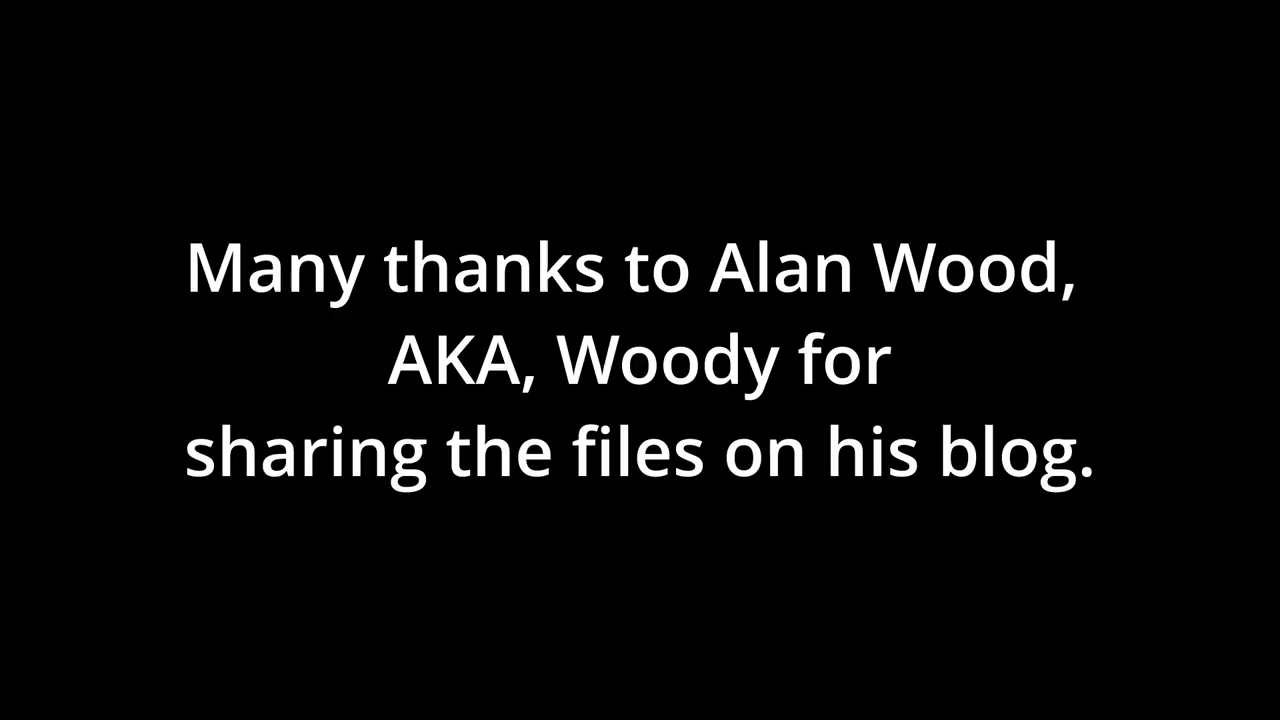 Many thanks to Alan Wood,
AKA, Woody for
sharing the files on his blog.